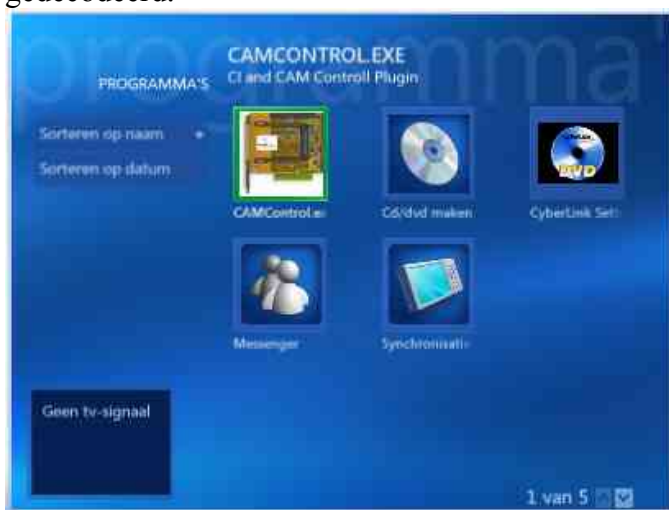 gedecodeerd.
programma'
CAMCONTROL.EXE
CI and CAM Controll Plugin
PROGRAMMA'S
Sorteren op naam
Sorteren op datum
CAMControl.e
Cd/dvd maken
CyberLink Set
DVD
Messenger
Synchronisati
Geen tv-signaal
1 van 5